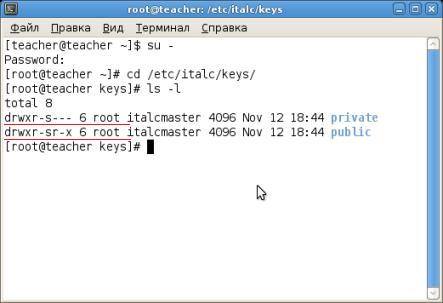 root@teacher: /etc/italc/keys
Файл Правка Вид Терминал Справка
[teacher@teacher ~]$ su -
Password:
[root@teacher ~]# cd /etc/italc/keys/
[root@teacher keys]# ls -l
total 8
drwxr-s--- 6 root italcmaster 4096 Nov 12 18:44 private
drwxr-sr-x 6 root italcmaster 4096 Nov 12 18:44 public
[root@teacher keys]#